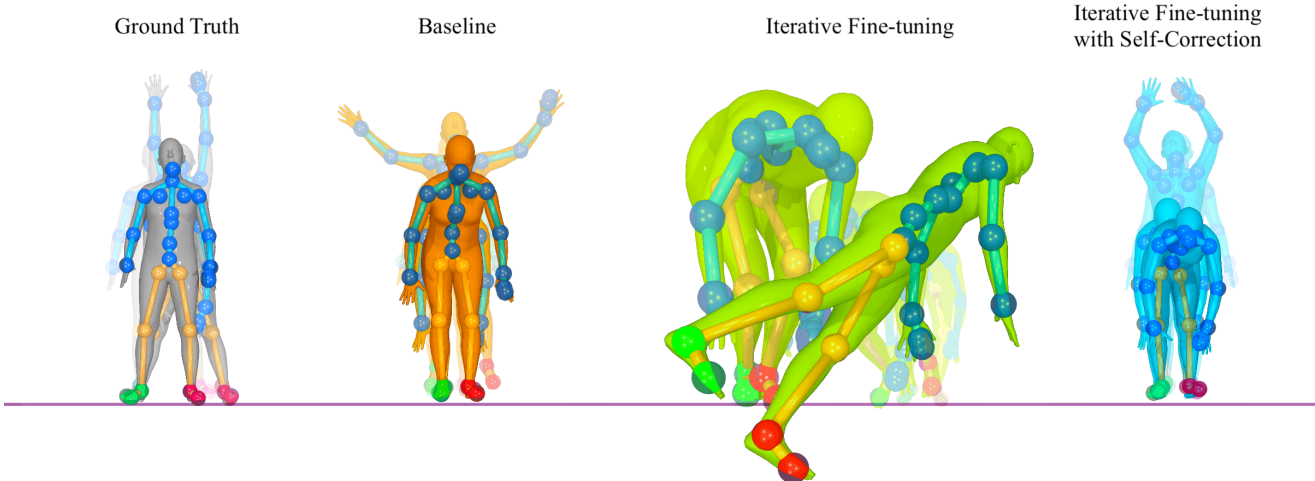 Ground Truth
Baseline
Iterative Fine-tuning
Iterative Fine-tuning
with Self-Correction